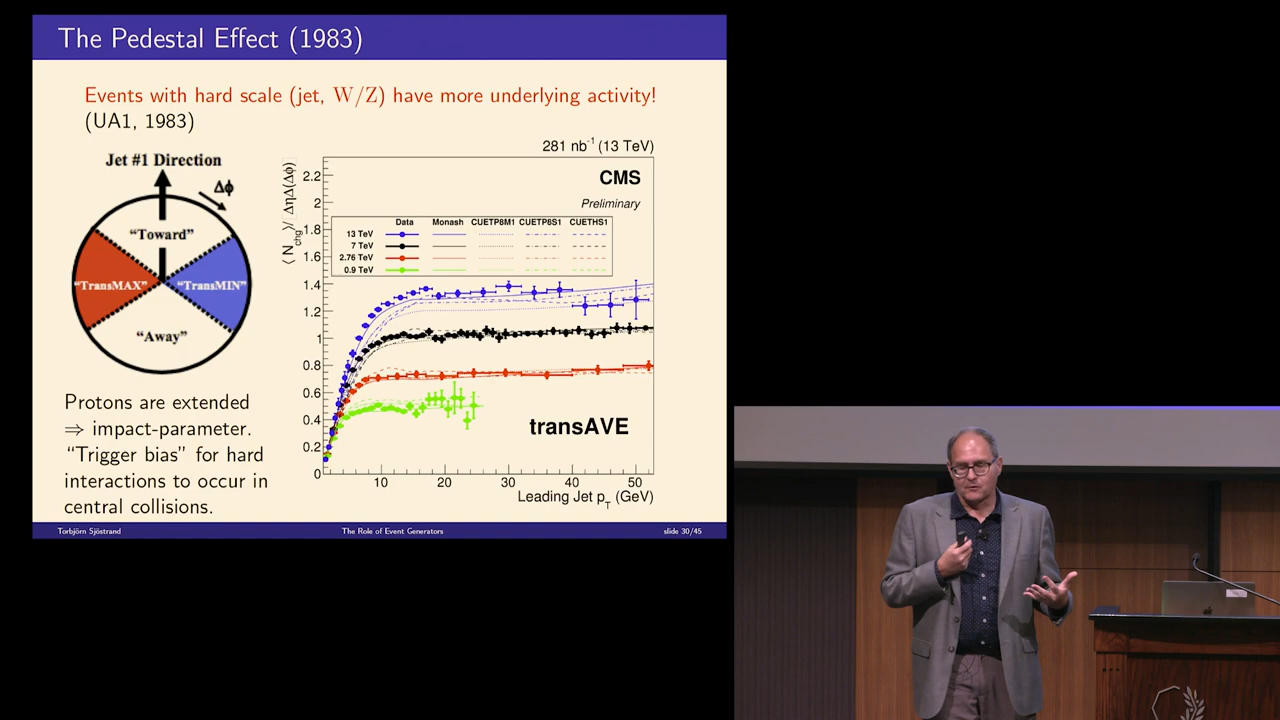 The Pedestal Effect (1983)
Events with hard scale (jet, W/Z) have more underlying activity!
(UA1, 1983)
Jet #1 Direction
Δϕ
“Toward”
“TransMAX”
“TransMIN”
“Away”
281 nb⁻¹ (13 TeV)
⟨ N_chg ⟩/ ΔηΔ(Δϕ)
CMS
Preliminary
Data Monash CUETP8M1 CUETP8S1 CUETHS1
13 TeV
7 TeV
2.76 TeV
0.9 TeV
2.2
2
1.8
1.6
1.4
1.2
1
0.8
0.6
0.4
0.2
0
transAVE
10 20 30 40 50
Leading Jet p_T (GeV)
Protons are extended
⇒ impact-parameter.
“Trigger bias” for hard
interactions to occur in
central collisions.
Torbjörn Sjöstrand The Role of Event Generators slide 30/45